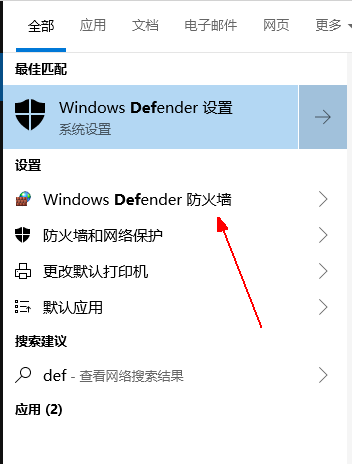 全部 应用 文档 电子邮件 网页 更多
最佳匹配
Windows Defender 设置
系统设置
设置
Windows Defender 防火墙
防火墙和网络保护
更改默认打印机
默认应用
搜索建议
def - 查看网络搜索结果
应用 (2)